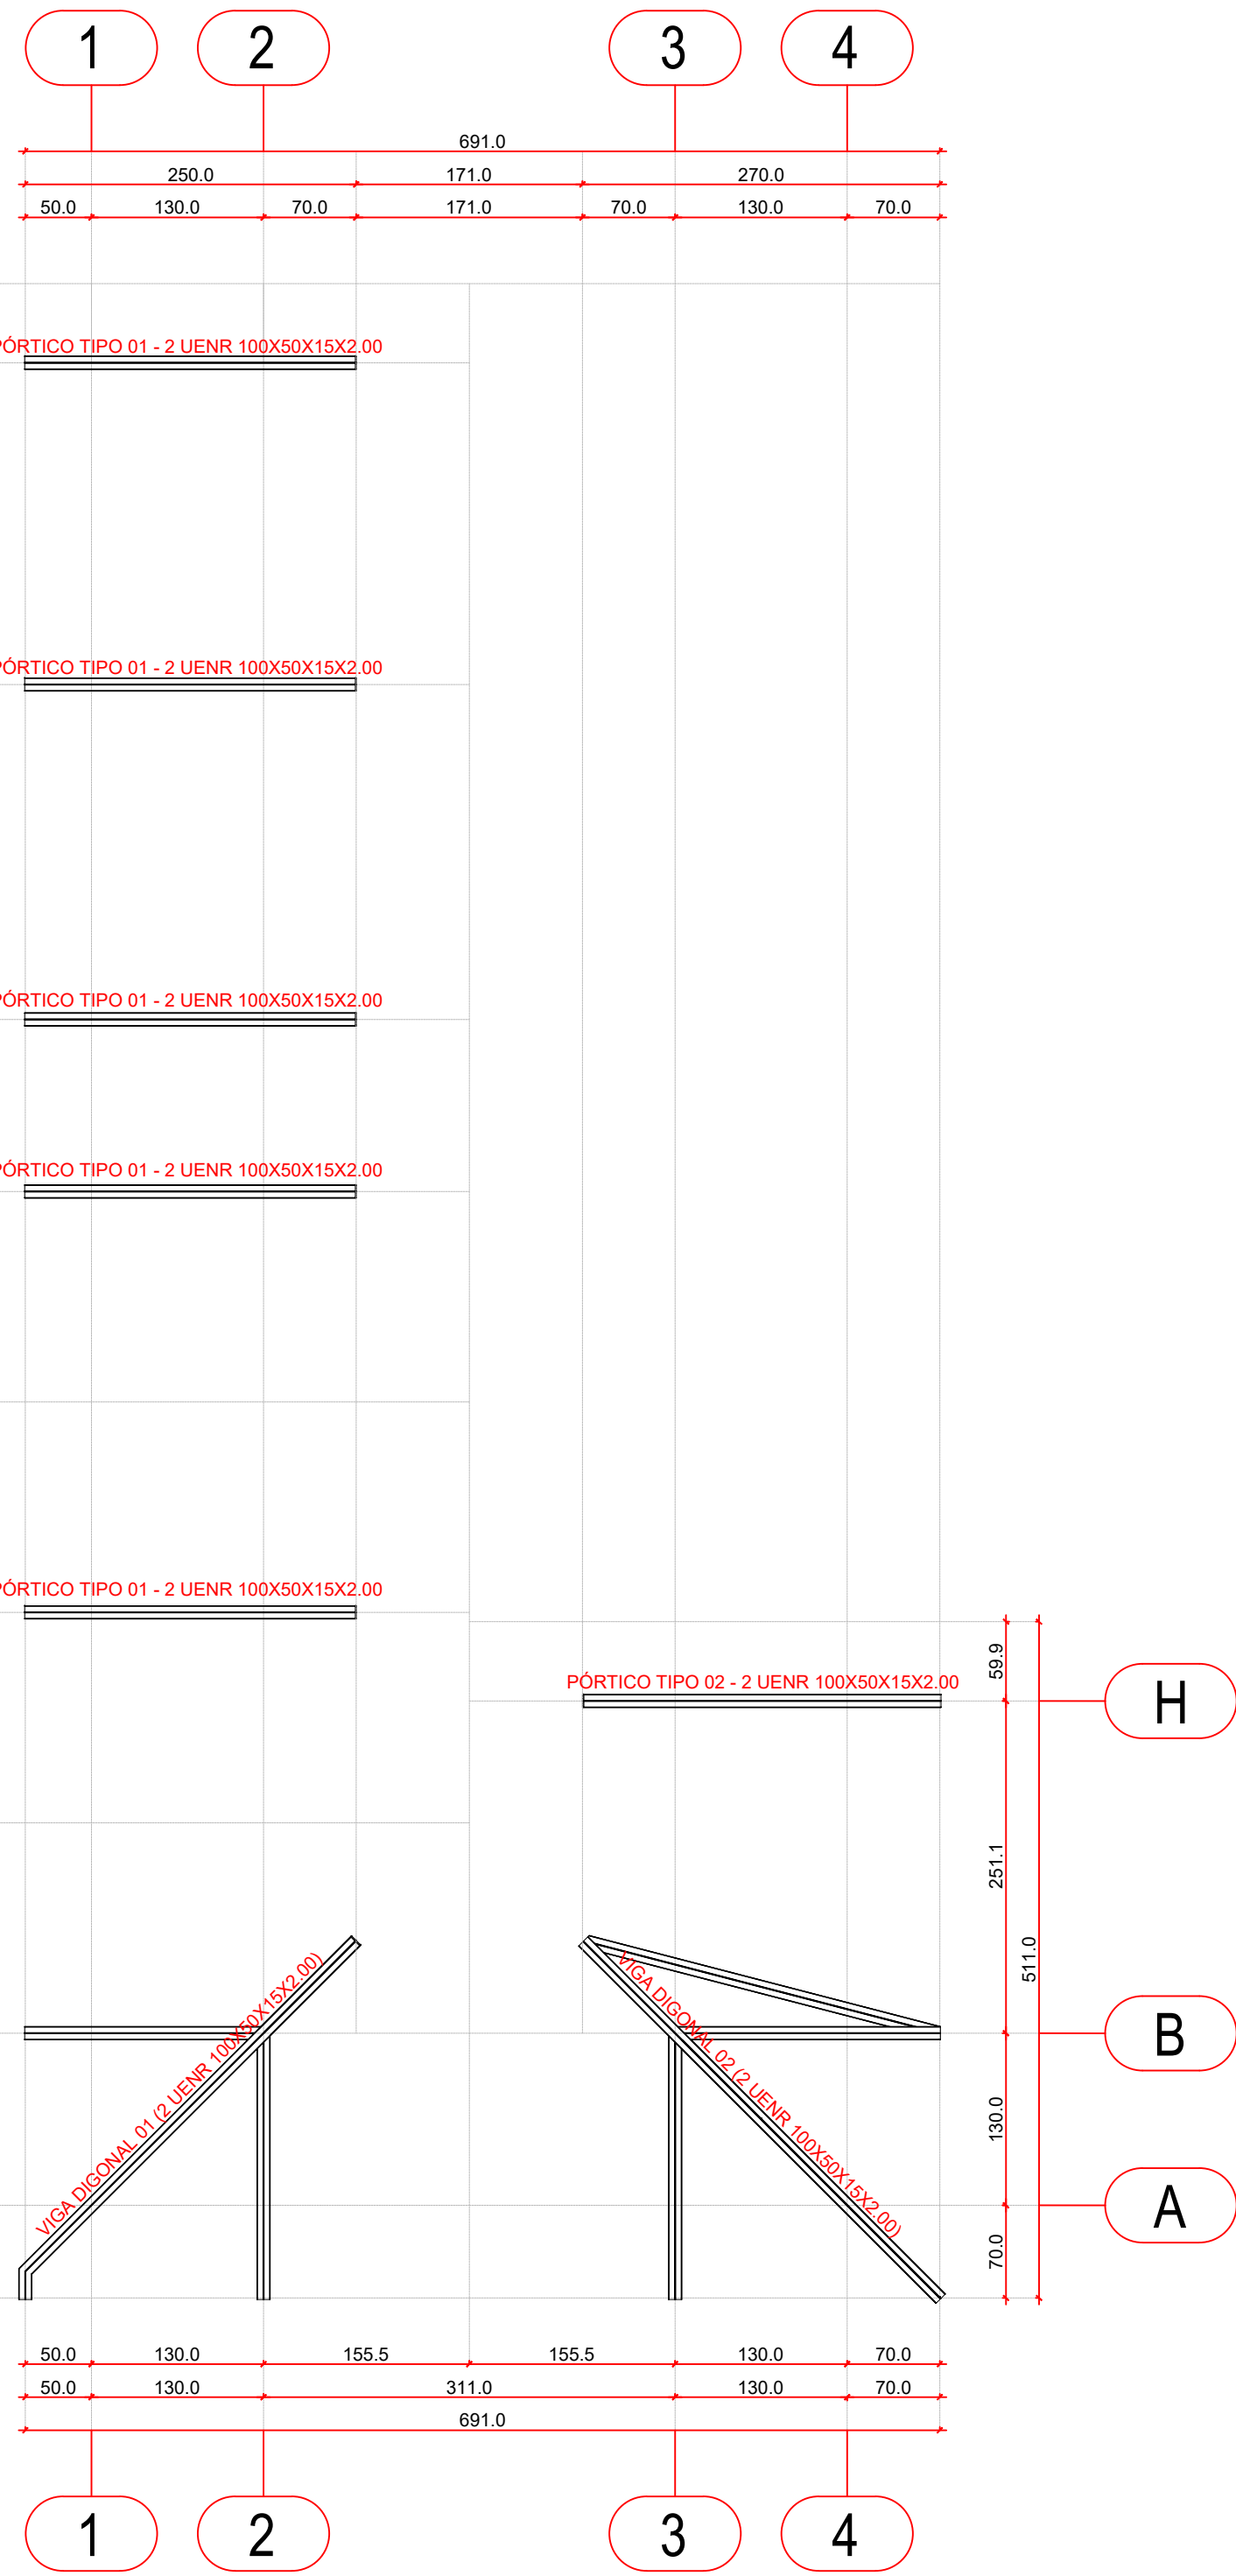 1 2 3 4
691.0
250.0 171.0 270.0
50.0 130.0 70.0 171.0 70.0 130.0 70.0
PÓRTICO TIPO 01 - 2 UENR 100X50X15X2.00
PÓRTICO TIPO 01 - 2 UENR 100X50X15X2.00
PÓRTICO TIPO 01 - 2 UENR 100X50X15X2.00
PÓRTICO TIPO 01 - 2 UENR 100X50X15X2.00
PÓRTICO TIPO 01 - 2 UENR 100X50X15X2.00
59.9
PÓRTICO TIPO 02 - 2 UENR 100X50X15X2.00
H
251.1
511.0
VIGA DIGONAL 01 (2 UENR 100X50X15X2.00)
VIGA DIGONAL 02 (2 UENR 100X50X15X2.00)
B
130.0
A
70.0
50.0 130.0 155.5 155.5 130.0 70.0
50.0 130.0 311.0 130.0 70.0
691.0
1 2 3 4